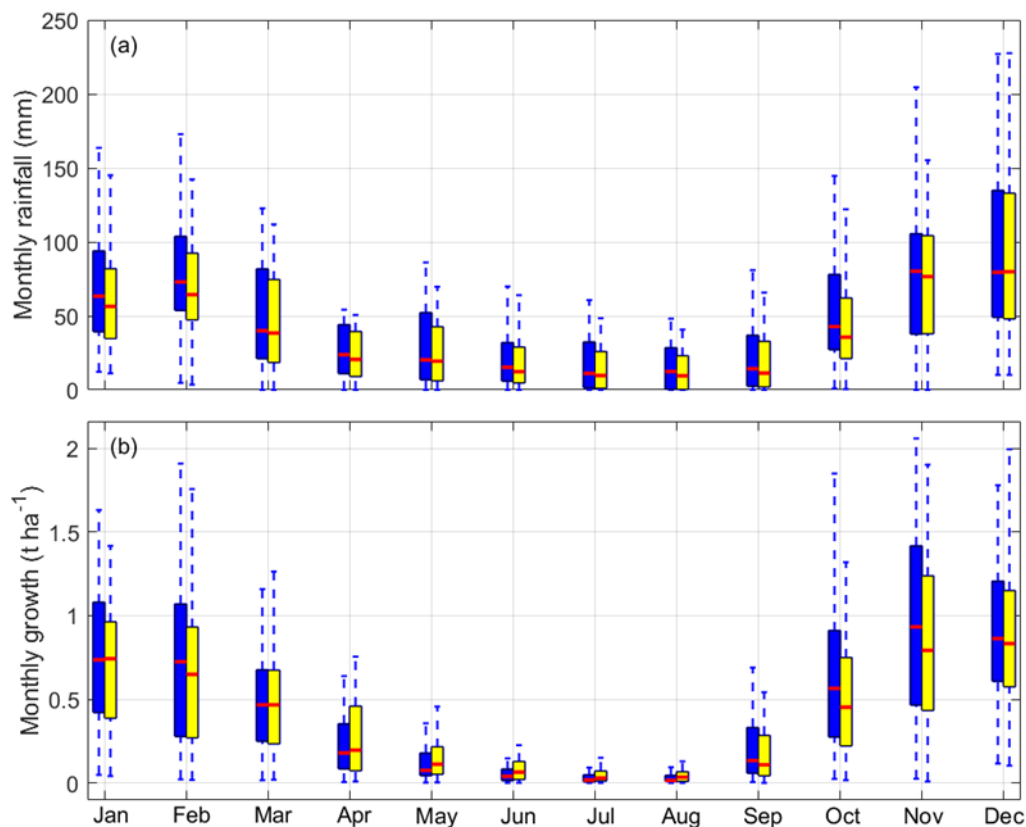 (a)
Monthly rainfall (mm)
250
200
150
100
50
0
(b)
Monthly growth (t ha⁻¹)
2
1.5
1
0.5
0
Jan Feb Mar Apr May Jun Jul Aug Sep Oct Nov Dec